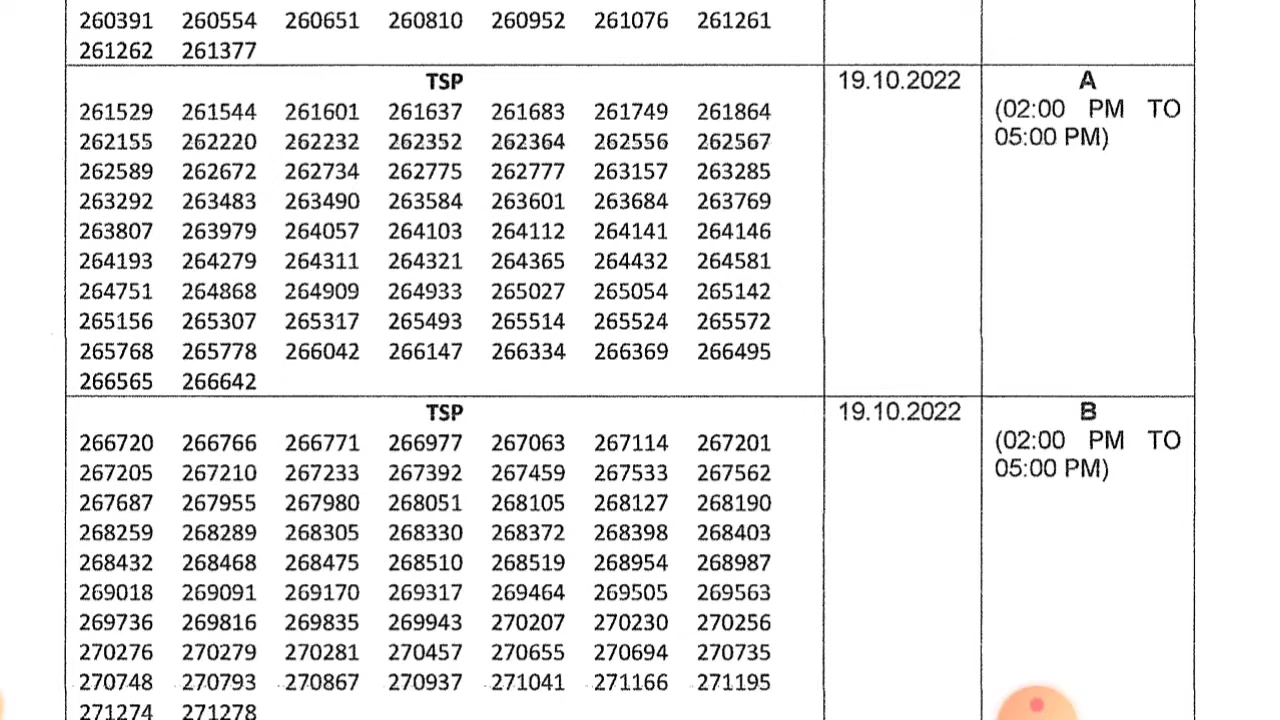 260391 260554 260651 260810 260952 261076 261261
261262 261377
TSP 19.10.2022 A
261529 261544 261601 261637 261683 261749 261864 (02:00 PM TO
262155 262220 262232 262352 262364 262556 262567 05:00 PM)
262589 262672 262734 262775 262777 263157 263285
263292 263483 263490 263584 263601 263684 263769
263807 263979 264057 264103 264112 264141 264146
264193 264279 264311 264321 264365 264432 264581
264751 264868 264909 264933 265027 265054 265142
265156 265307 265317 265493 265514 265524 265572
265768 265778 266042 266147 266334 266369 266495
266565 266642
TSP 19.10.2022 B
266720 266766 266771 266977 267063 267114 267201 (02:00 PM TO
267205 267210 267233 267392 267459 267533 267562 05:00 PM)
267687 267955 267980 268051 268105 268127 268190
268259 268289 268305 268330 268372 268398 268403
268432 268468 268475 268510 268519 268954 268987
269018 269091 269170 269317 269464 269505 269563
269736 269816 269835 269943 270207 270230 270256
270276 270279 270281 270457 270655 270694 270735
270748 270793 270867 270937 271041 271166 271195
271274 271278